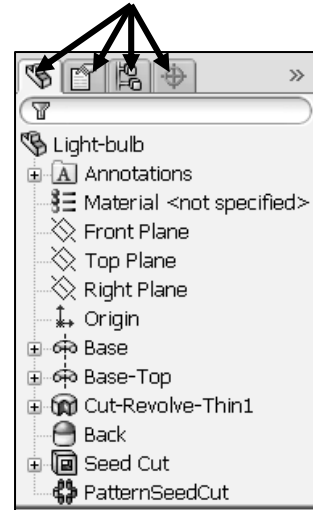 »
Light-bulb
A Annotations
Material <not specified>
Front Plane
Top Plane
Right Plane
Origin
Base
Base-Top
Cut-Revolve-Thin1
Back
Seed Cut
PatternSeedCut